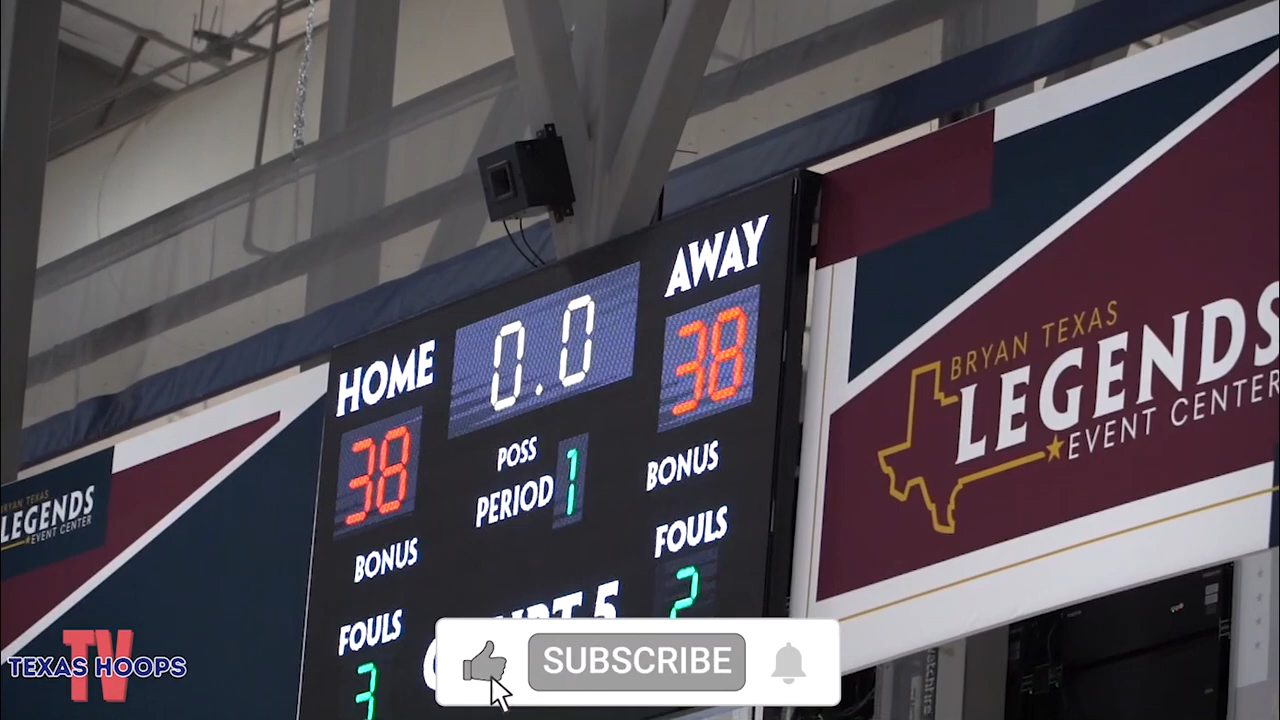 AWAY
HOME
0.0
38
38
POSS
PERIOD 1
BONUS
BONUS
FOULS
FOULS
2
3
5
BRYAN TEXAS
LEGENDS
EVENT CENTER
BRYAN TEXAS
LEGENDS
EVENT CENTER
TV
TEXAS HOOPS
SUBSCRIBE